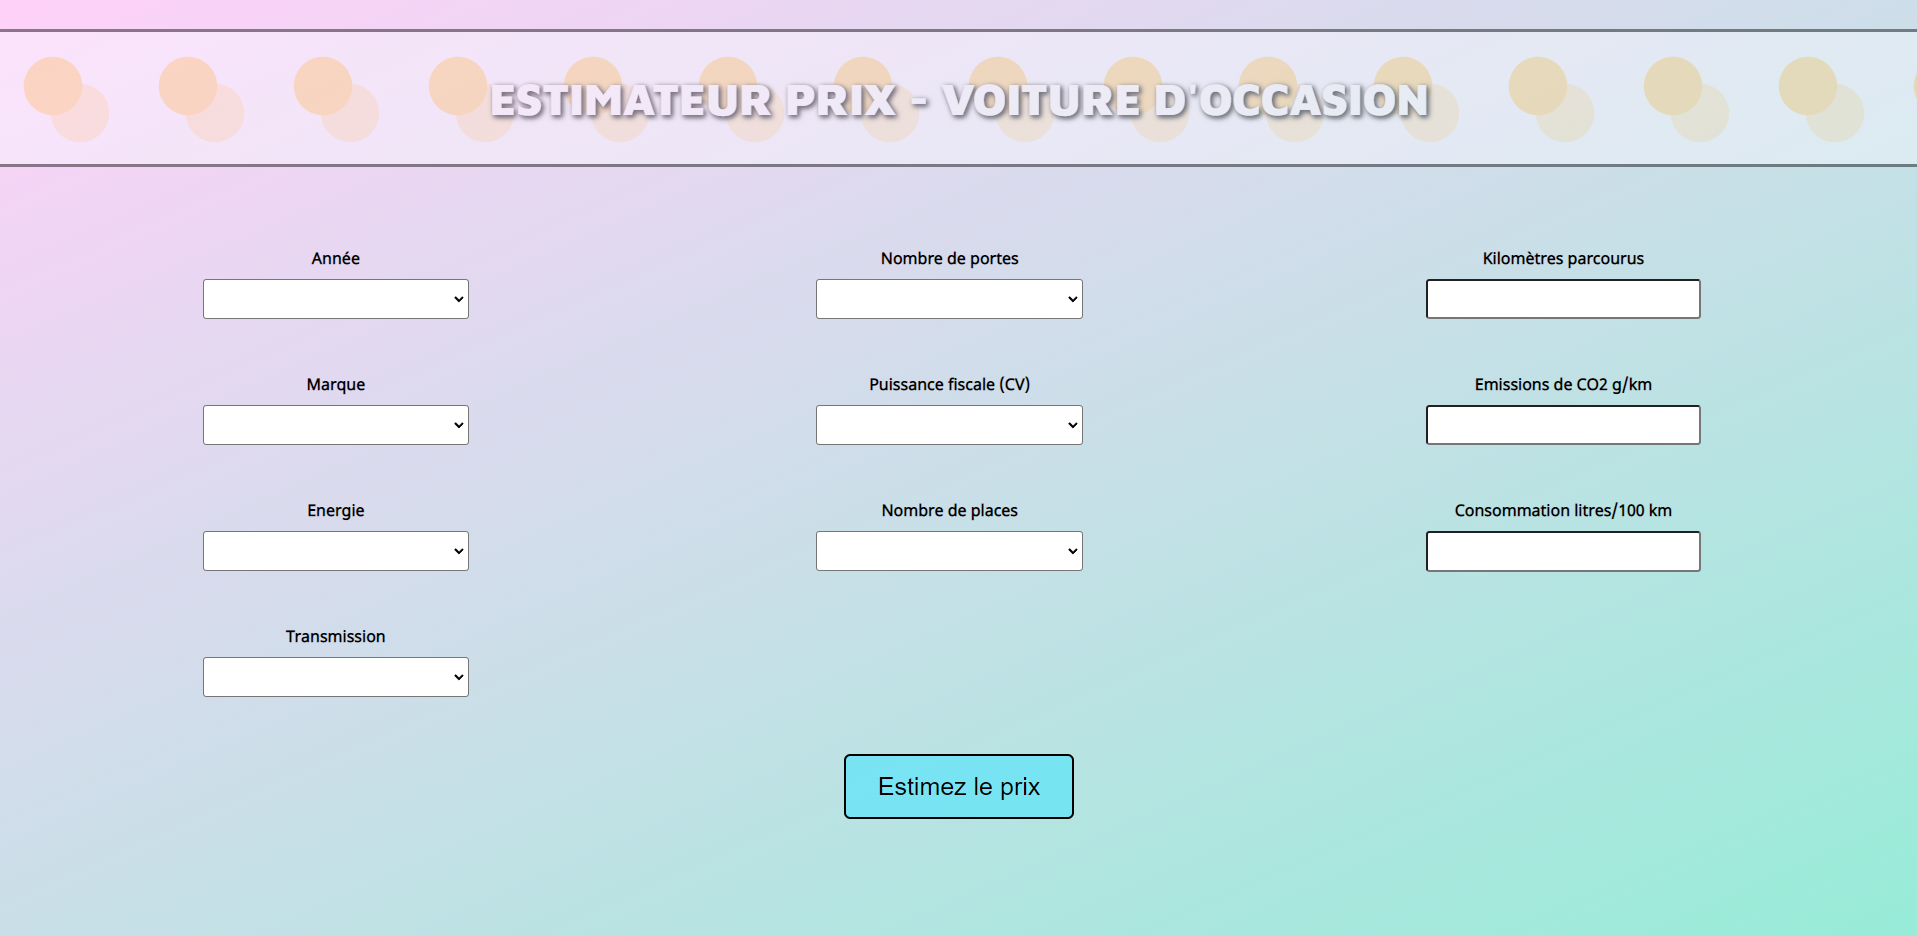 ESTIMATEUR PRIX - VOITURE D'OCCASION
Année
Nombre de portes
Kilomètres parcourus
Marque
Puissance fiscale (CV)
Emissions de CO2 g/km
Energie
Nombre de places
Consommation litres/100 km
Transmission
Estimez le prix